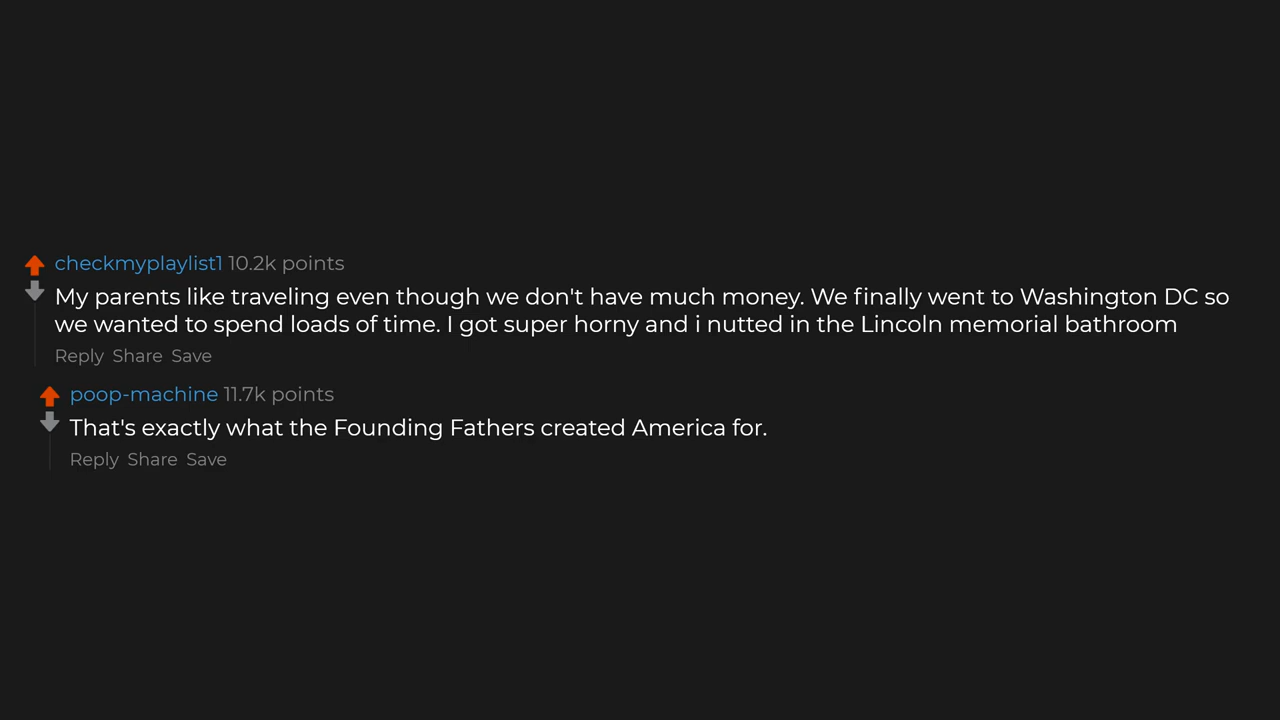 checkmyplaylist1 10.2k points
My parents like traveling even though we don't have much money. We finally went to Washington DC so
we wanted to spend loads of time. I got super horny and i nutted in the Lincoln memorial bathroom
Reply Share Save
poop-machine 11.7k points
That's exactly what the Founding Fathers created America for.
Reply Share Save